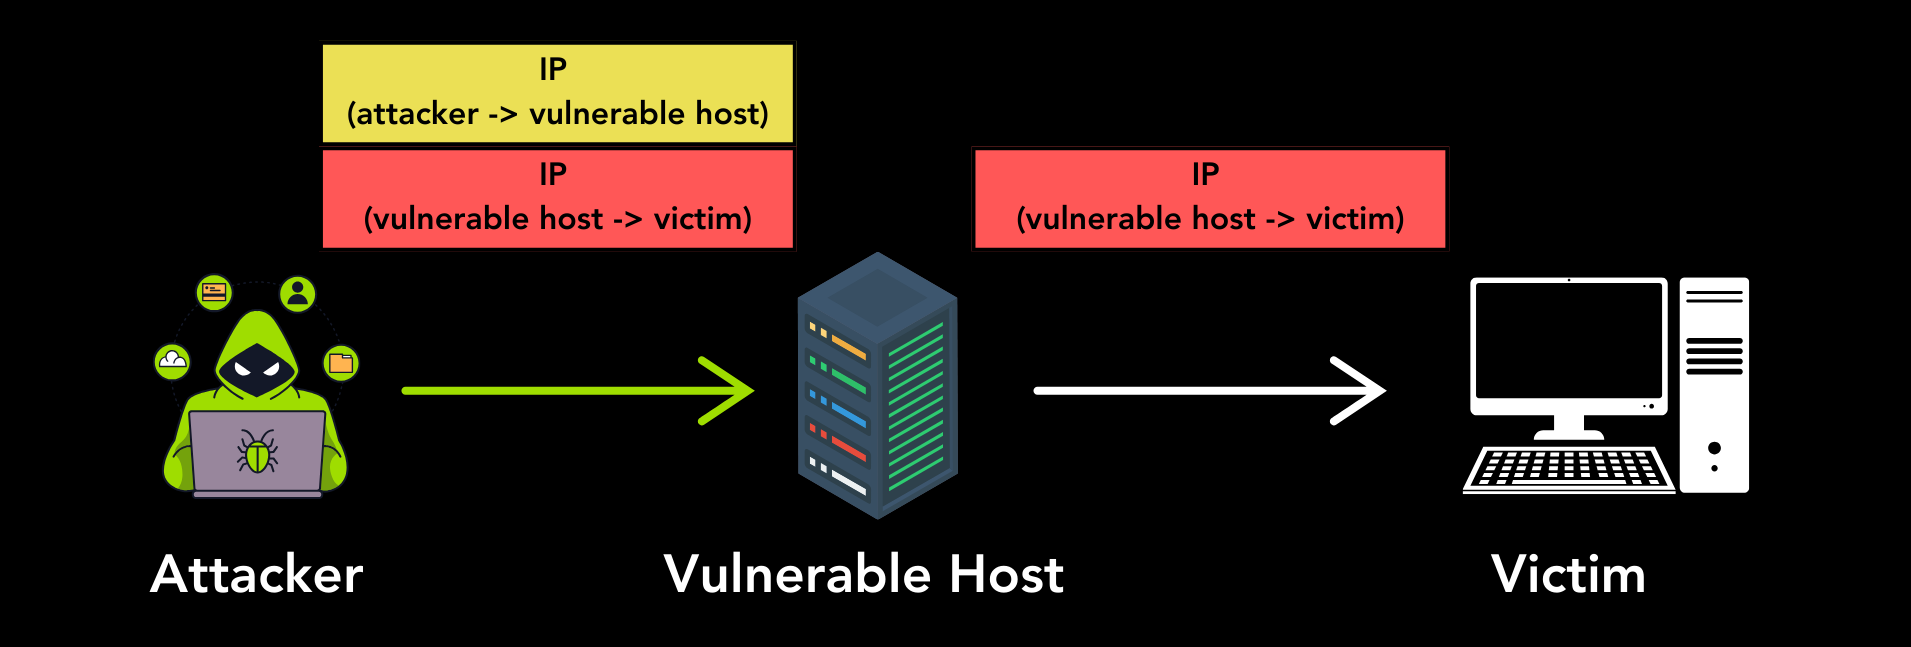 IP
(attacker -> vulnerable host)
IP
(vulnerable host -> victim)
IP
(vulnerable host -> victim)
Attacker
Vulnerable Host
Victim